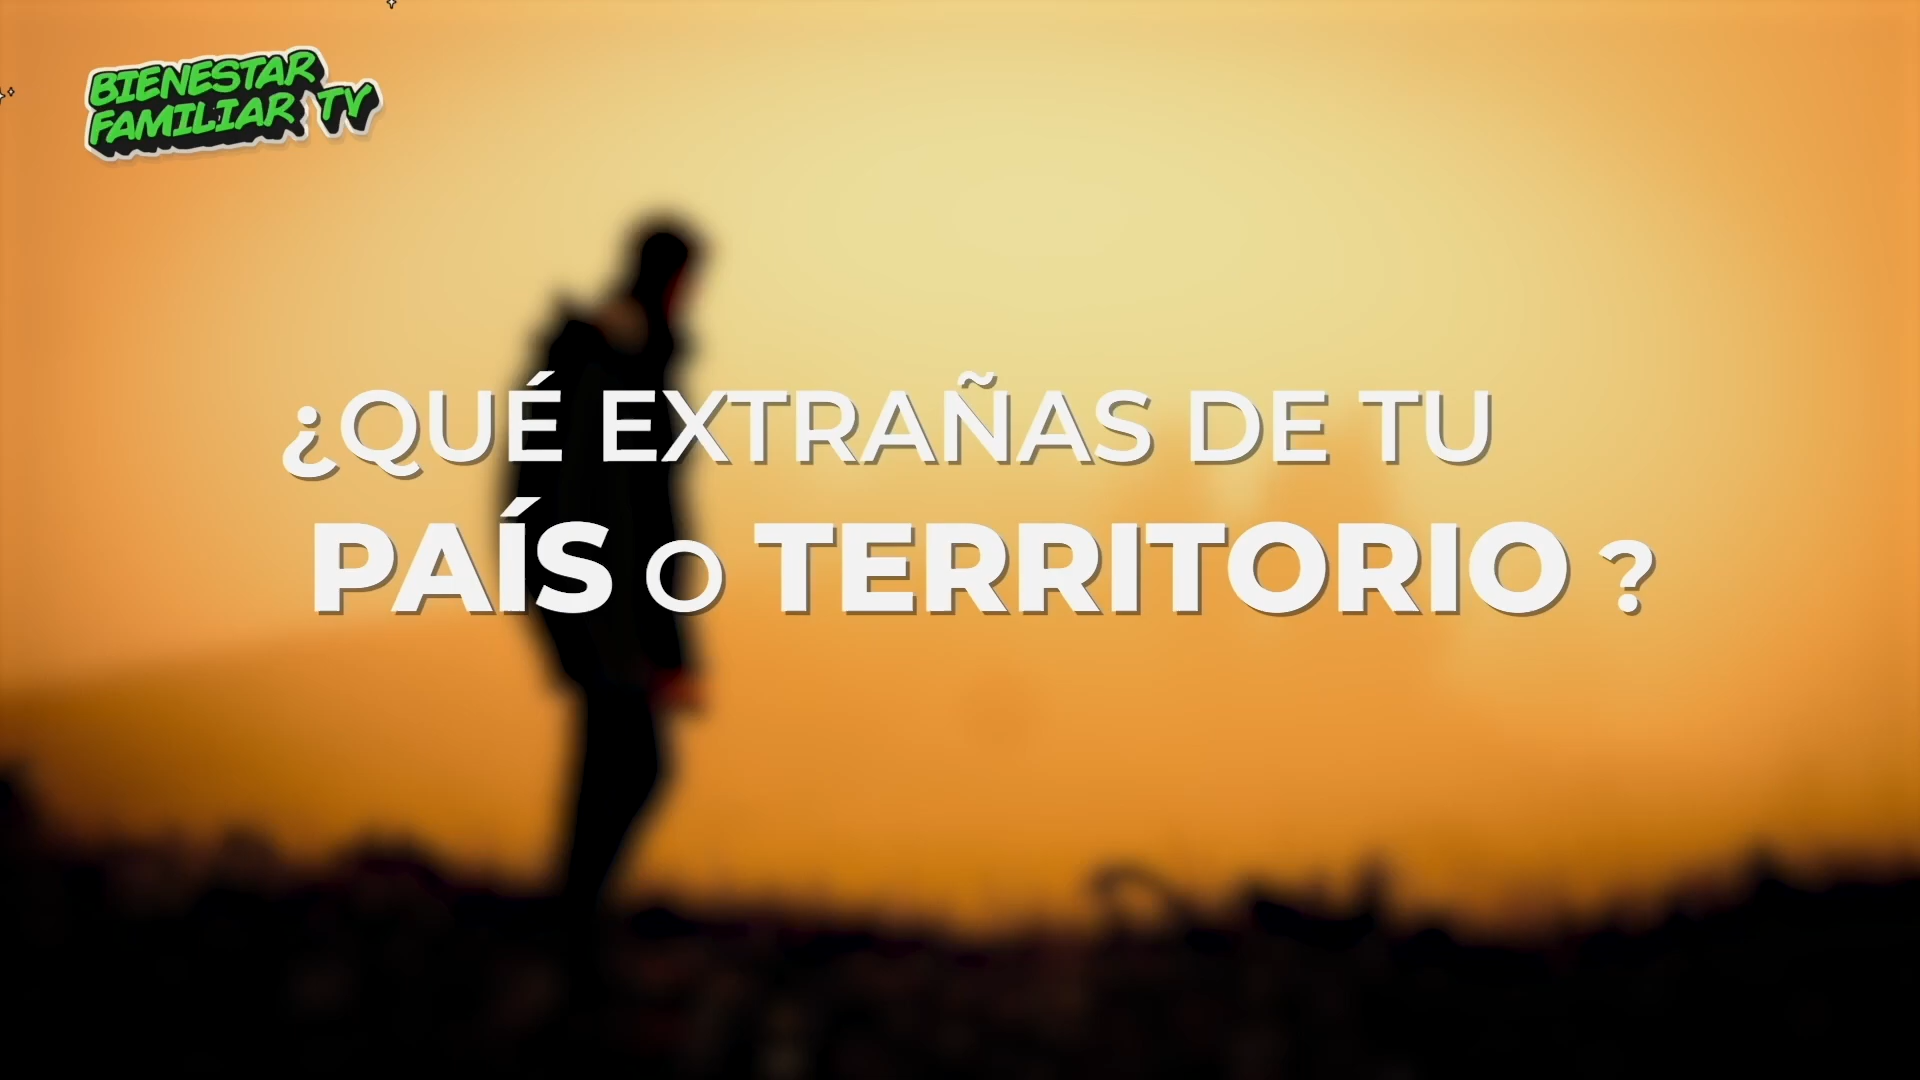 BIENESTAR
FAMILIAR TV
¿QUÉ EXTRAÑAS DE TU
PAÍS O TERRITORIO ?